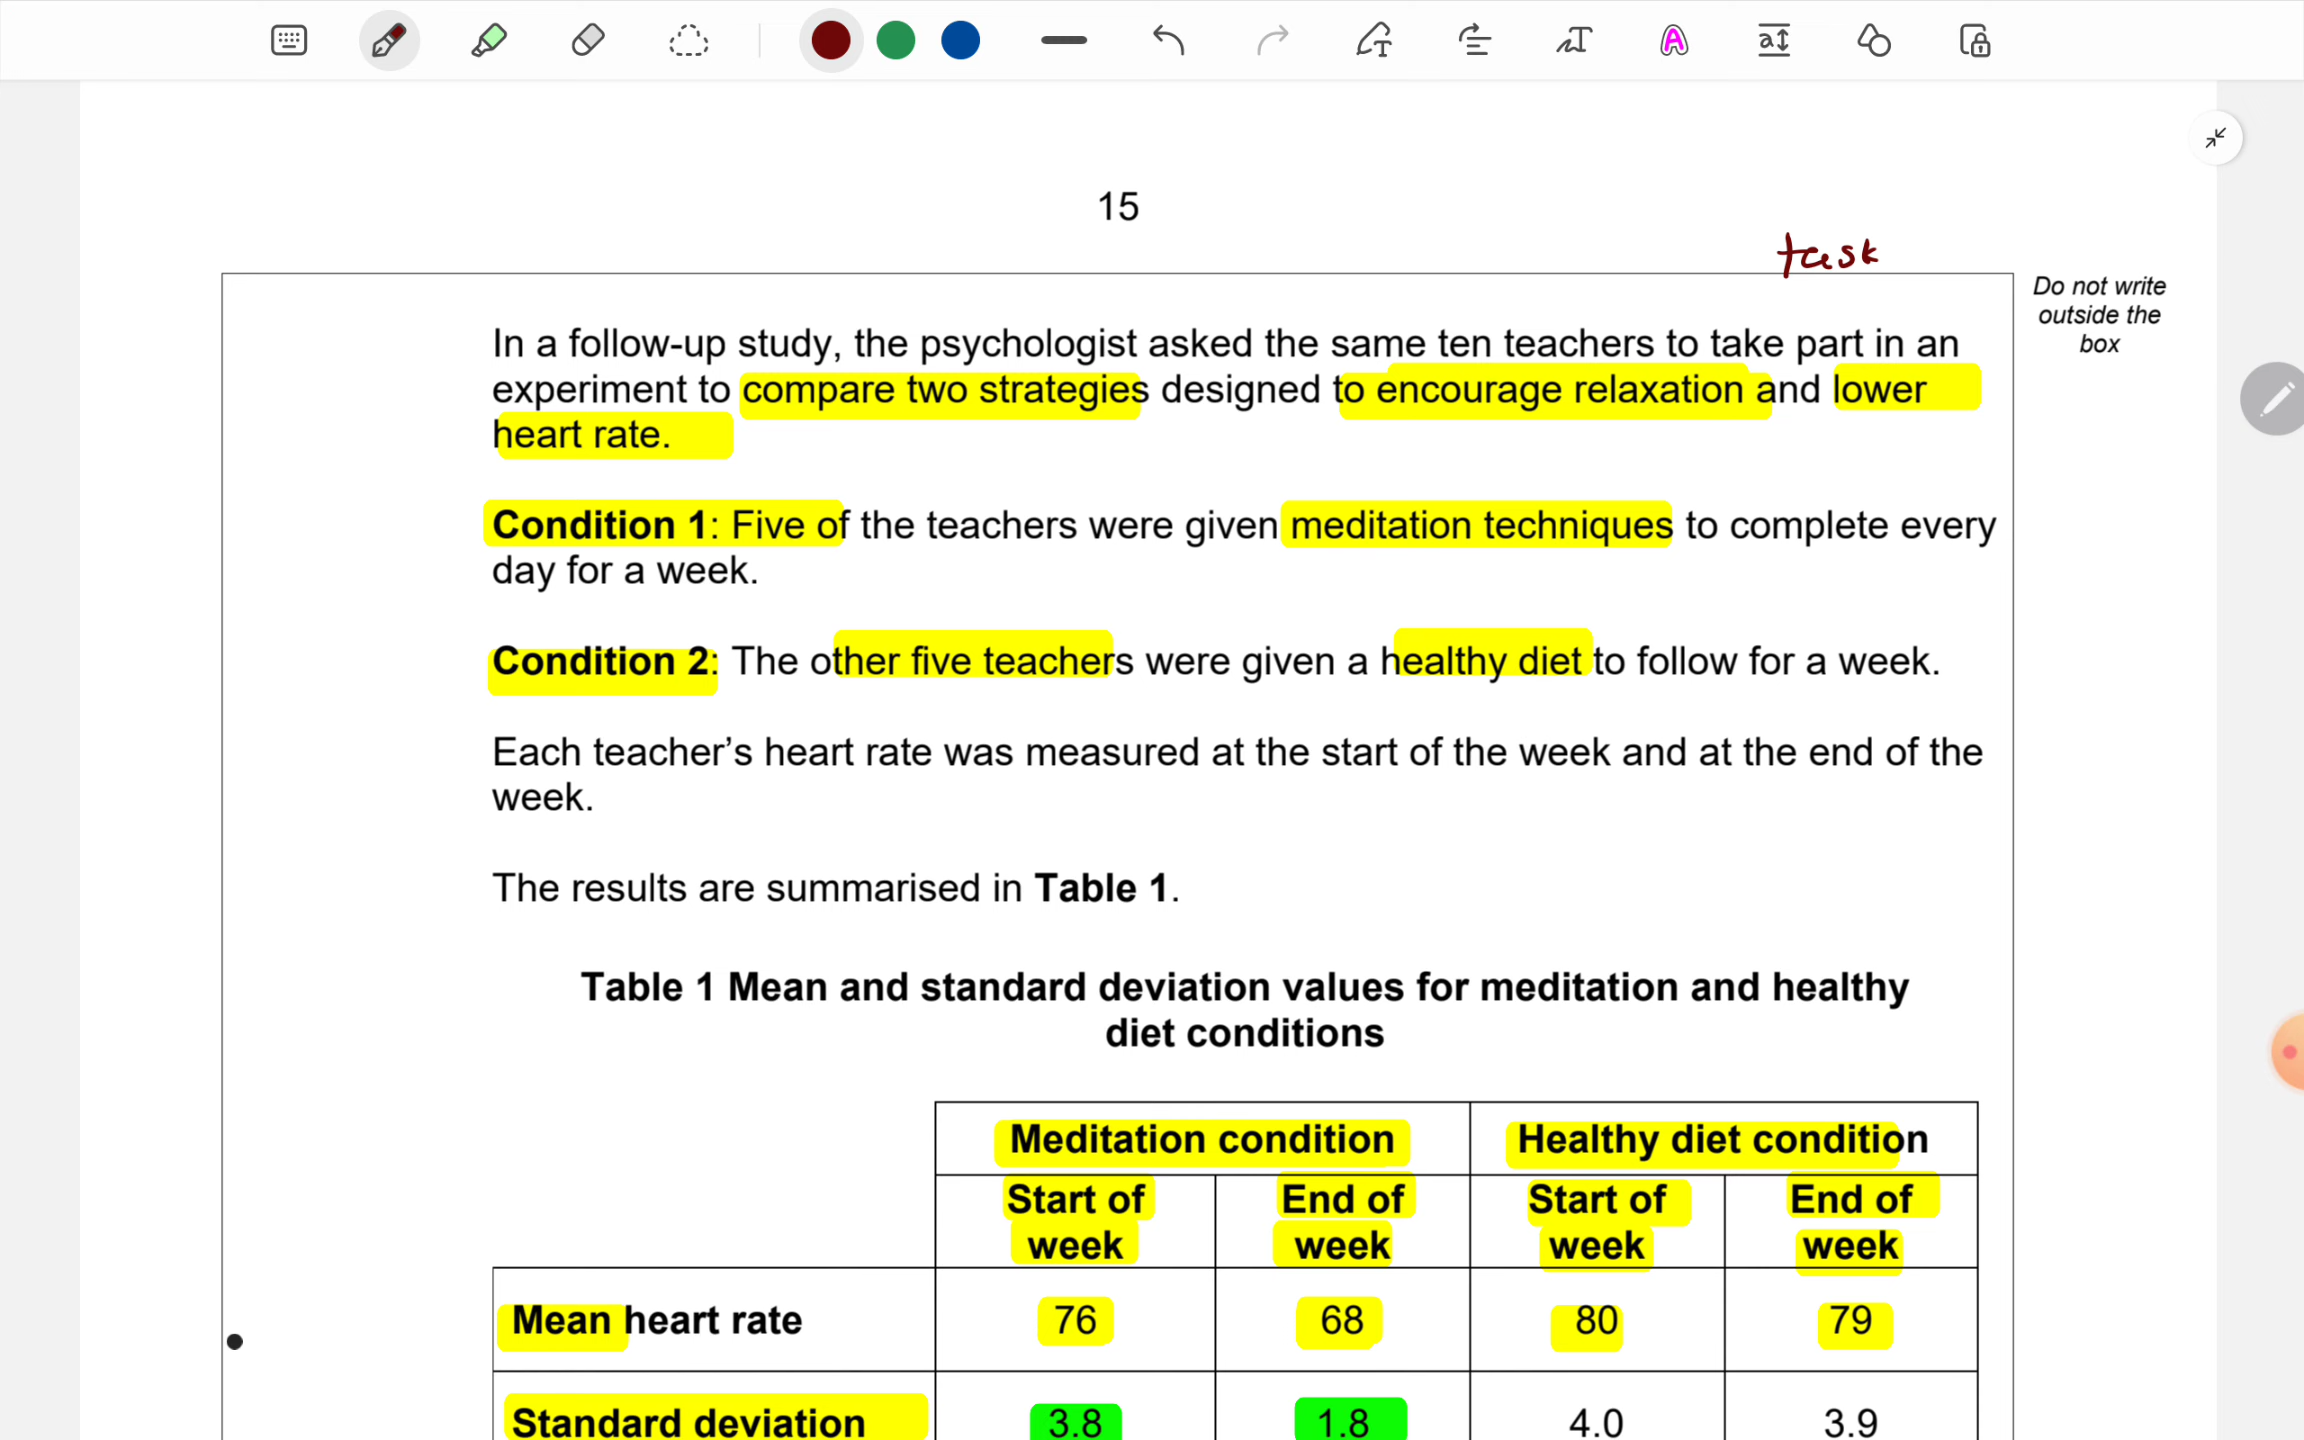 15
task
Do not write
outside the
box
In a follow-up study, the psychologist asked the same ten teachers to take part in an
experiment to compare two strategies designed to encourage relaxation and lower
heart rate.
Condition 1: Five of the teachers were given meditation techniques to complete every
day for a week.
Condition 2: The other five teachers were given a healthy diet to follow for a week.
Each teacher’s heart rate was measured at the start of the week and at the end of the
week.
The results are summarised in Table 1.
Table 1 Mean and standard deviation values for meditation and healthy
diet conditions
Meditation condition Healthy diet condition
Start of End of Start of End of
week week week week
Mean heart rate 76 68 80 79
Standard deviation 3.8 1.8 4.0 3.9